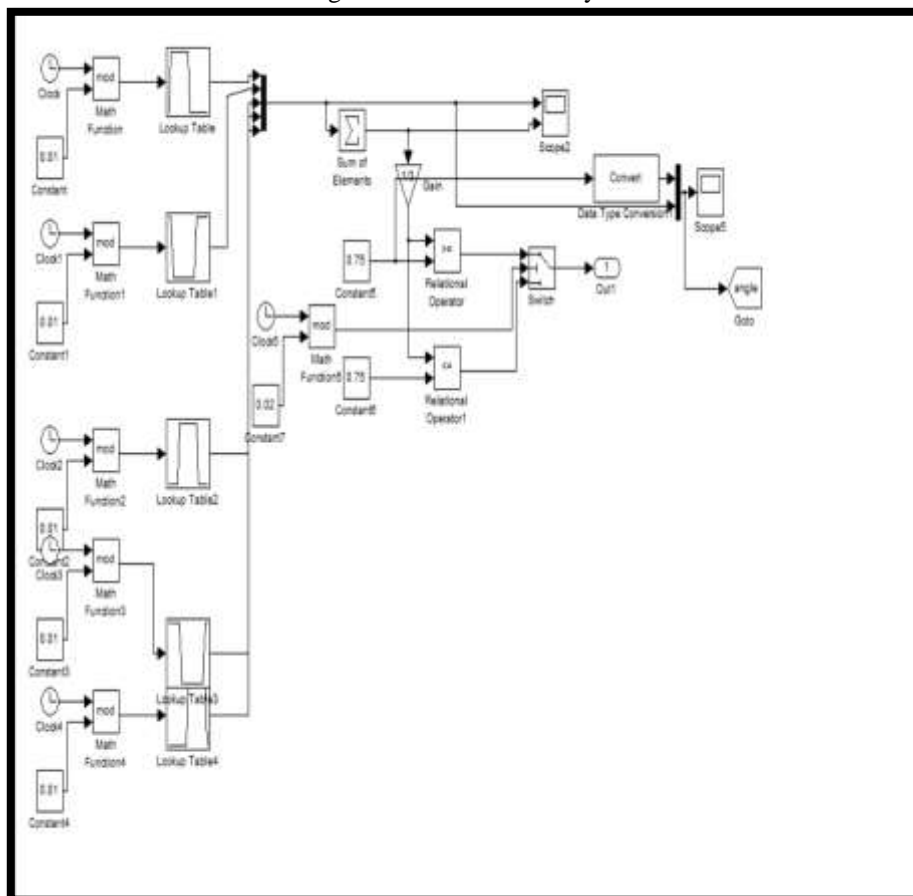 Clock
mod
Math
Function
Lookup Table
0.01
Constant
Sum of
Elements
Scope2
Gain
Convert
Data Type Conversion1
Scope5
Clock1
mod
Math
Function1
Lookup Table1
0.01
Constant1
0.75
Constant5
>=
Relational
Operator
Switch
1
Out1
angle
Goto
Clock5
mod
Math
Function5
0.02
Constant7
0.75
Constant6
<=
Relational
Operator1
Clock2
mod
Math
Function2
Lookup Table2
0.01
Constant2
Clock3
mod
Math
Function3
0.01
Constant3
Lookup Table3
Clock4
mod
Math
Function4
Lookup Table4
0.01
Constant4